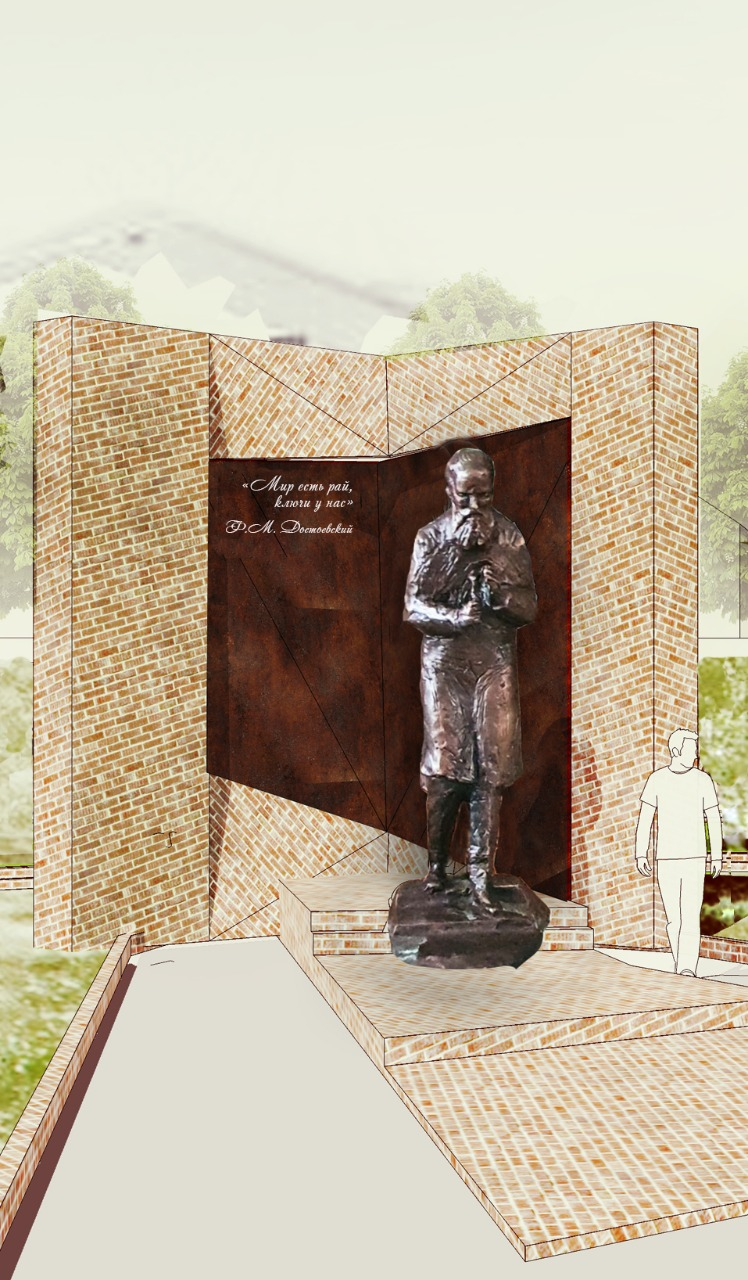 «Мир есть рай,
ключи у нас»
Ф.М. Достоевский